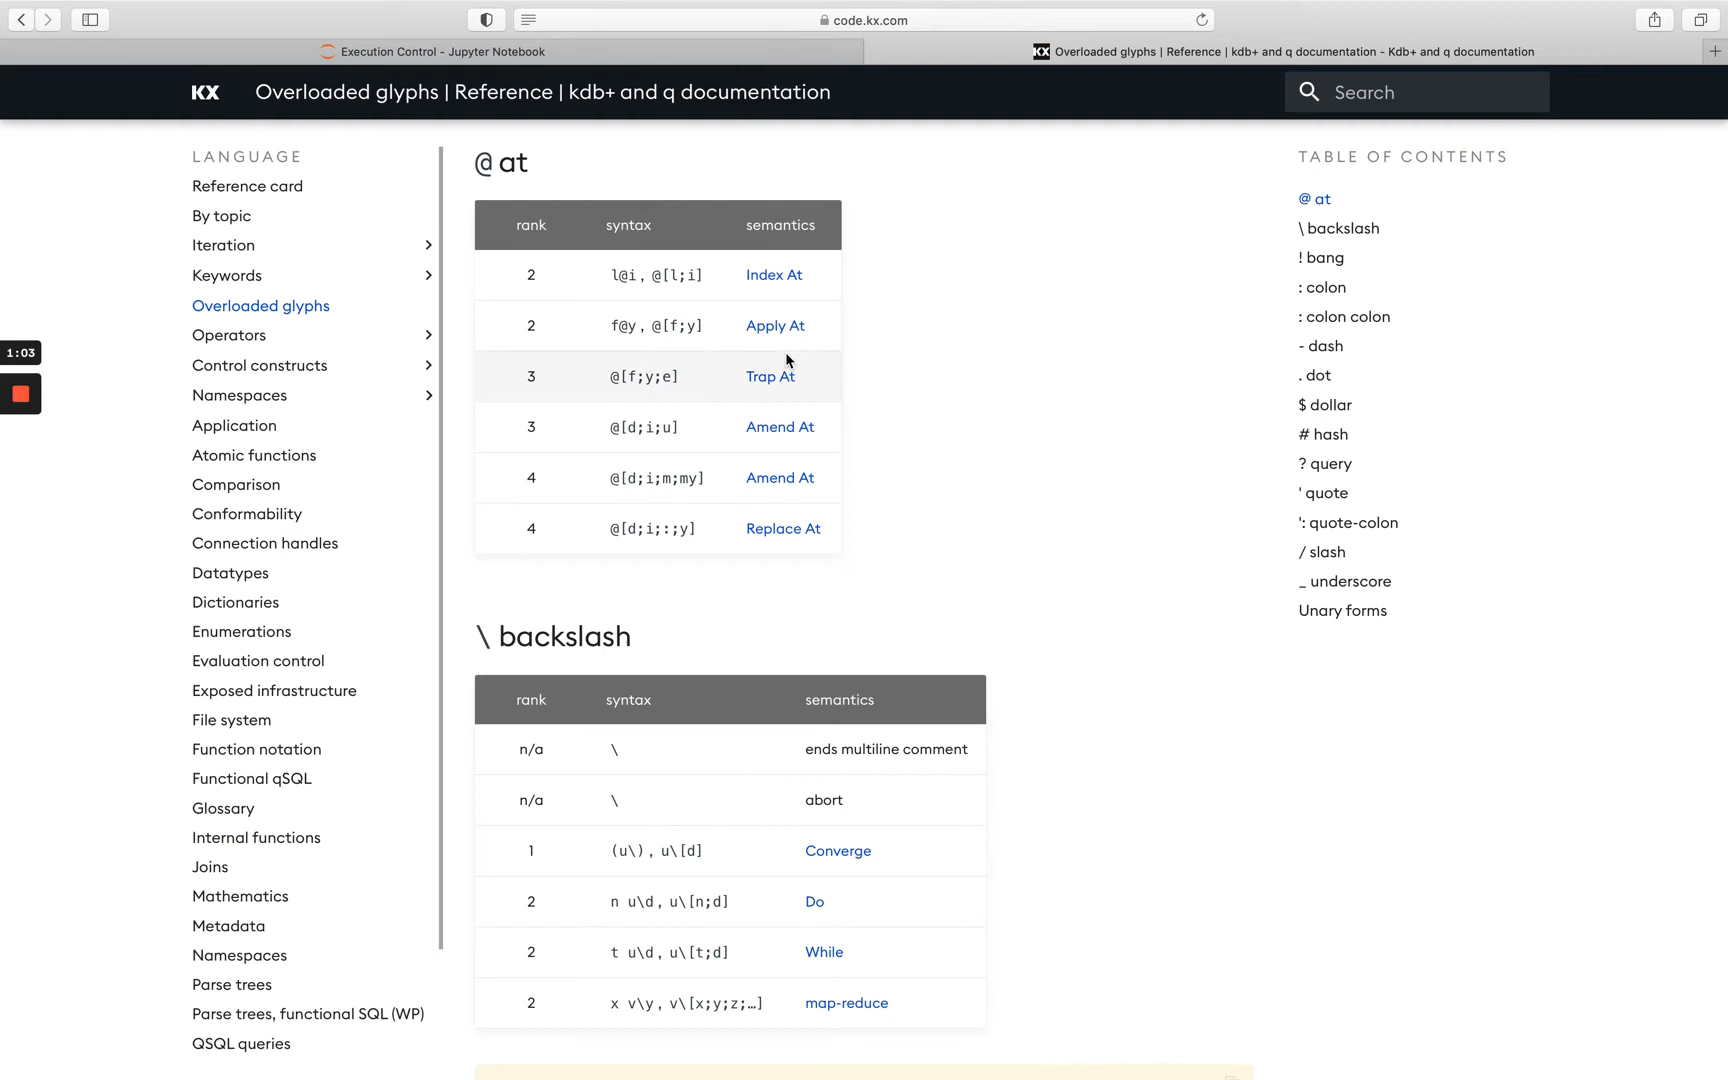 code.kx.com
Execution Control - Jupyter Notebook
KX Overloaded glyphs | Reference | kdb+ and q documentation - Kdb+ and q documentation
KX Overloaded glyphs | Reference | kdb+ and q documentation
Search
1:03
LANGUAGE
Reference card
By topic
Iteration
Keywords
Overloaded glyphs
Operators
Control constructs
Namespaces
Application
Atomic functions
Comparison
Conformability
Connection handles
Datatypes
Dictionaries
Enumerations
Evaluation control
Exposed infrastructure
File system
Function notation
Functional qSQL
Glossary
Internal functions
Joins
Mathematics
Metadata
Namespaces
Parse trees
Parse trees, functional SQL (WP)
QSQL queries
@ at
rank syntax semantics
2 l@i, @[l;i] Index At
2 f@y, @[f;y] Apply At
3 @[f;y;e] Trap At
3 @[d;i;u] Amend At
4 @[d;i;m;my] Amend At
4 @[d;i;:;y] Replace At
\ backslash
rank syntax semantics
n/a \ ends multiline comment
n/a \ abort
1 (u\), u\[d] Converge
2 n u\d, u\[n;d] Do
2 t u\d, u\[t;d] While
2 x v\y, v\[x;y;z;…] map-reduce
TABLE OF CONTENTS
@ at
\ backslash
! bang
: colon
: colon colon
- dash
. dot
$ dollar
# hash
? query
' quote
': quote-colon
/ slash
_ underscore
Unary forms